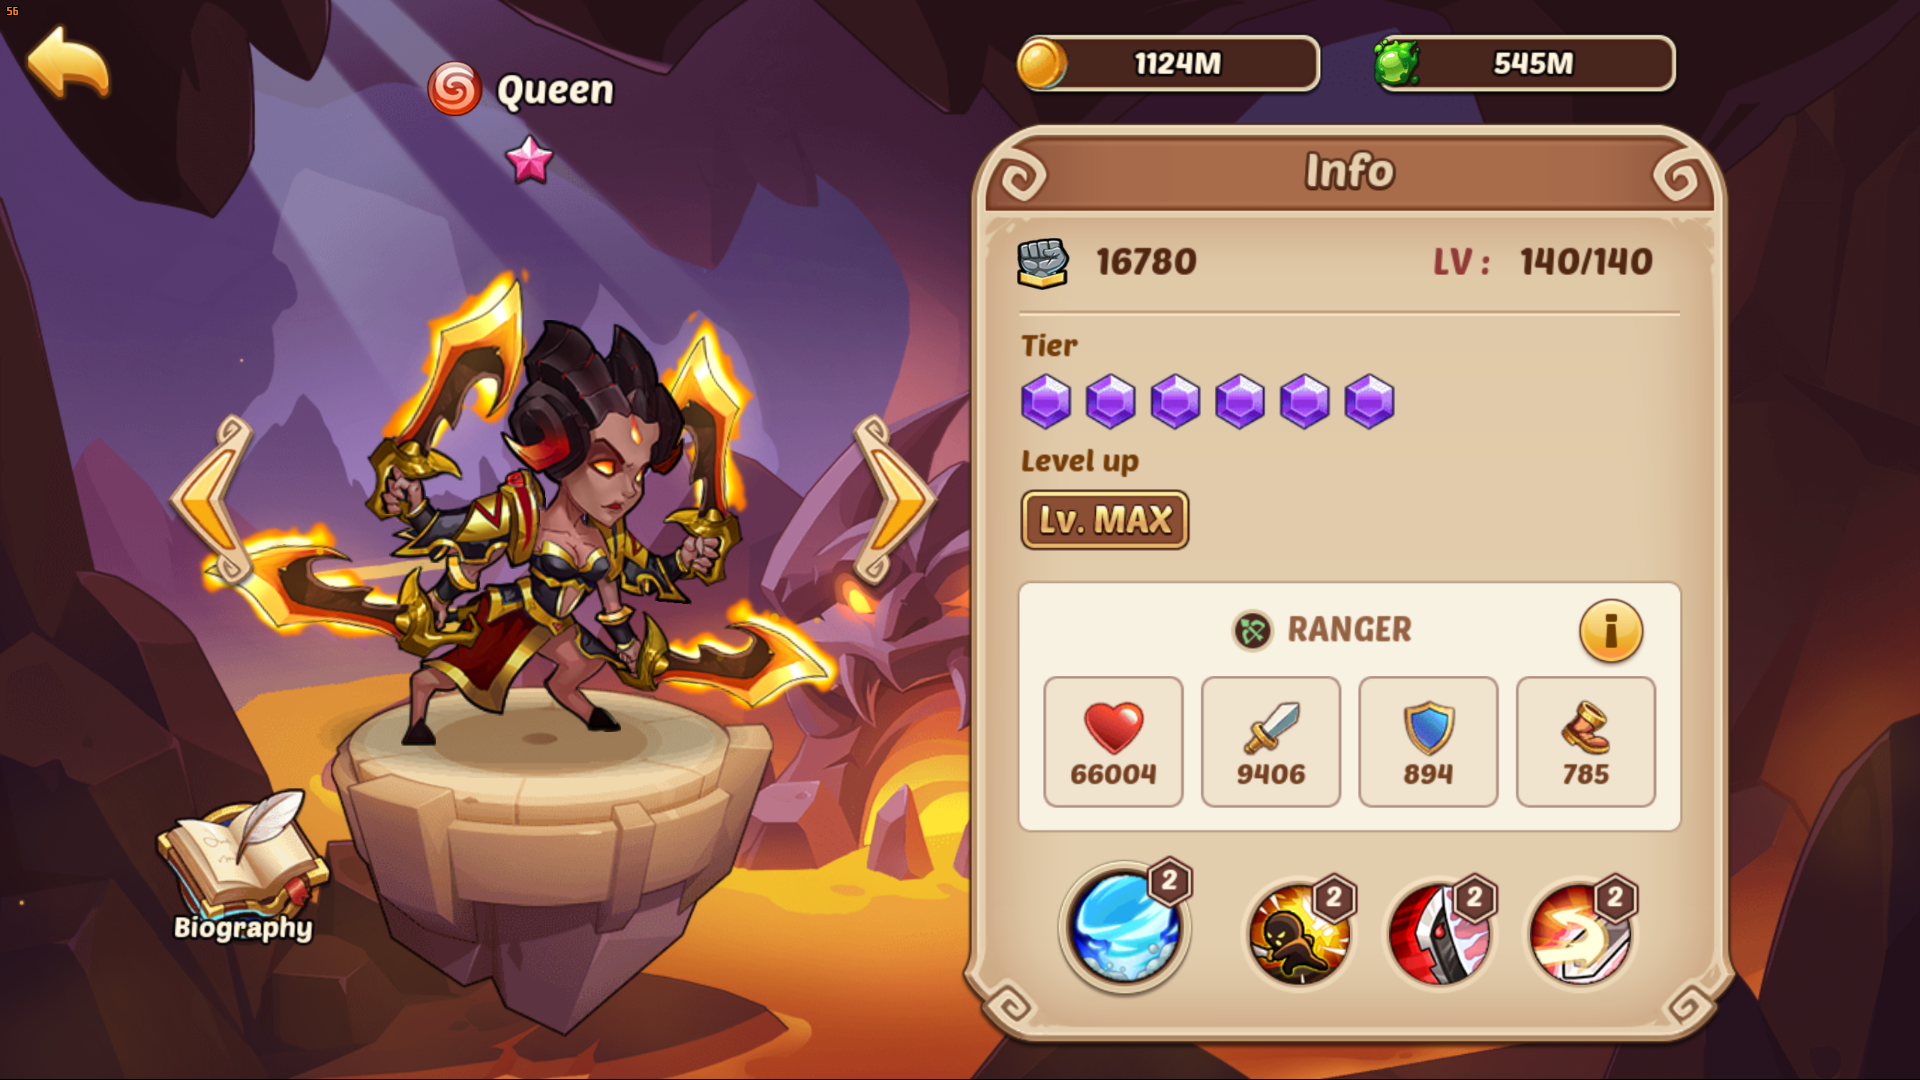 56
Queen
1124M
545M
Info
16780
LV : 140/140
Tier
Level up
Lv. MAX
RANGER
66004
9406
894
785
2
2
2
2
Biography